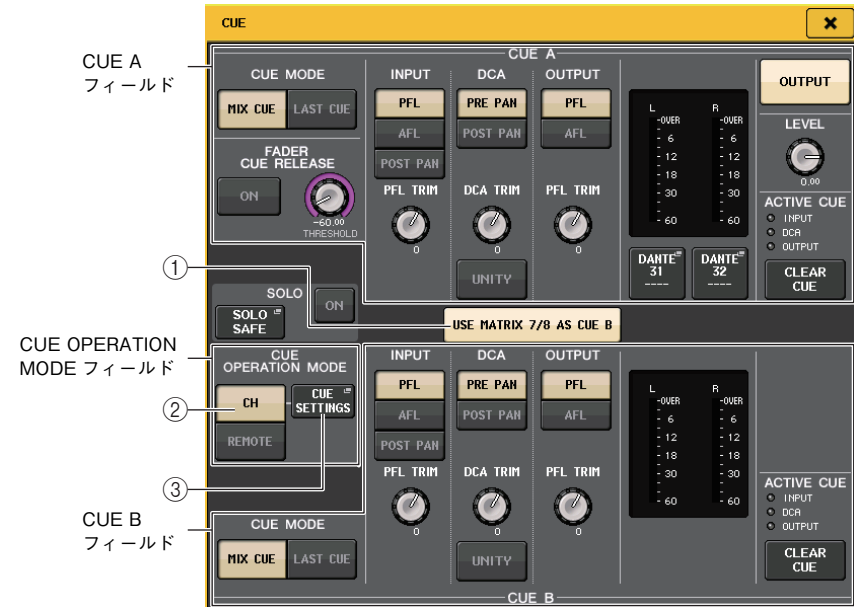 CUE
CUE A
フィールド
CUE A
CUE MODE
MIX CUE
LAST CUE
FADER
CUE RELEASE
ON
-60.00
THRESHOLD
INPUT
PFL
AFL
POST PAN
PFL TRIM
0
DCA
PRE PAN
POST PAN
DCA TRIM
0
UNITY
OUTPUT
PFL
AFL
PFL TRIM
0
L R
-OVER -OVER
- 6 - 6
- 12 - 12
- 18 - 18
- 30 - 30
- 60 - 60
DANTE
31
----
DANTE
32
----
OUTPUT
LEVEL
0.00
ACTIVE CUE
INPUT
DCA
OUTPUT
CLEAR
CUE
①
SOLO
SOLO
SAFE
ON
USE MATRIX 7/8 AS CUE B
CUE OPERATION
MODE フィールド
CUE
OPERATION MODE
②
CH
CUE
SETTINGS
REMOTE
③
CUE B
フィールド
CUE MODE
MIX CUE
LAST CUE
INPUT
PFL
AFL
POST PAN
PFL TRIM
0
DCA
PRE PAN
POST PAN
DCA TRIM
0
UNITY
OUTPUT
PFL
AFL
PFL TRIM
0
L R
-OVER -OVER
- 6 - 6
- 12 - 12
- 18 - 18
- 30 - 30
- 60 - 60
ACTIVE CUE
INPUT
DCA
OUTPUT
CLEAR
CUE
CUE B